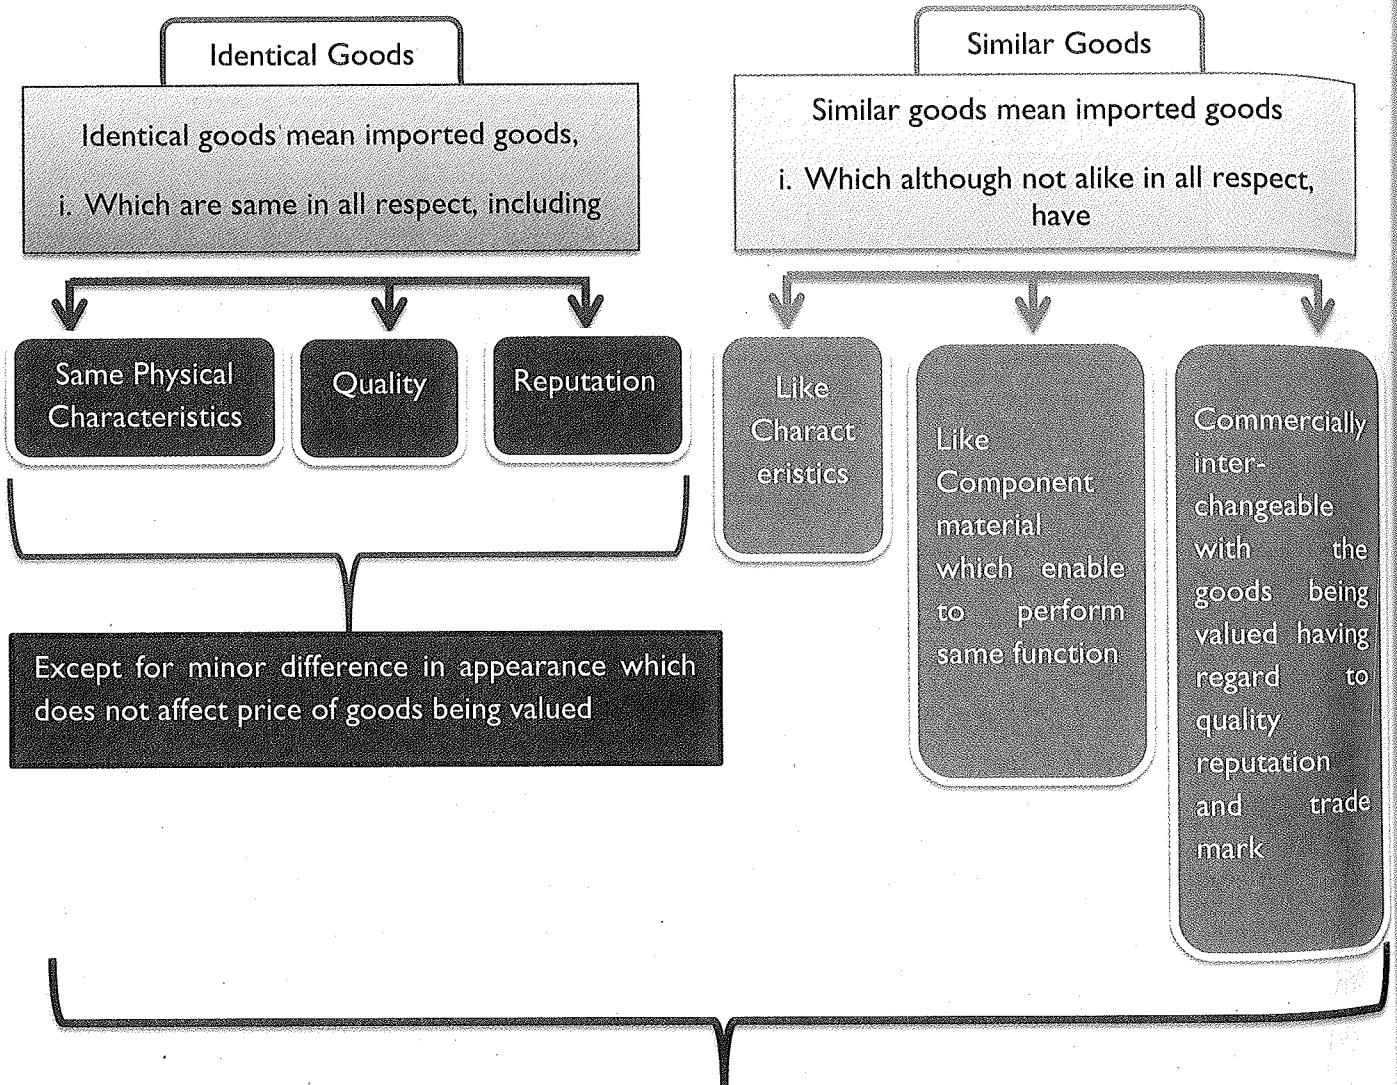 Identical Goods
Identical goods mean imported goods,
i. Which are same in all respect, including
Same Physical
Characteristics
Quality
Reputation
Except for minor difference in appearance which
does not affect price of goods being valued
Similar Goods
Similar goods mean imported goods
i. Which although not alike in all respect,
have
Like
Charact
eristics
Like
Component
material
which enable
to perform
same function
Commercially
inter-
changeable
with the
goods being
valued having
regard to
quality
reputation
and trade
mark